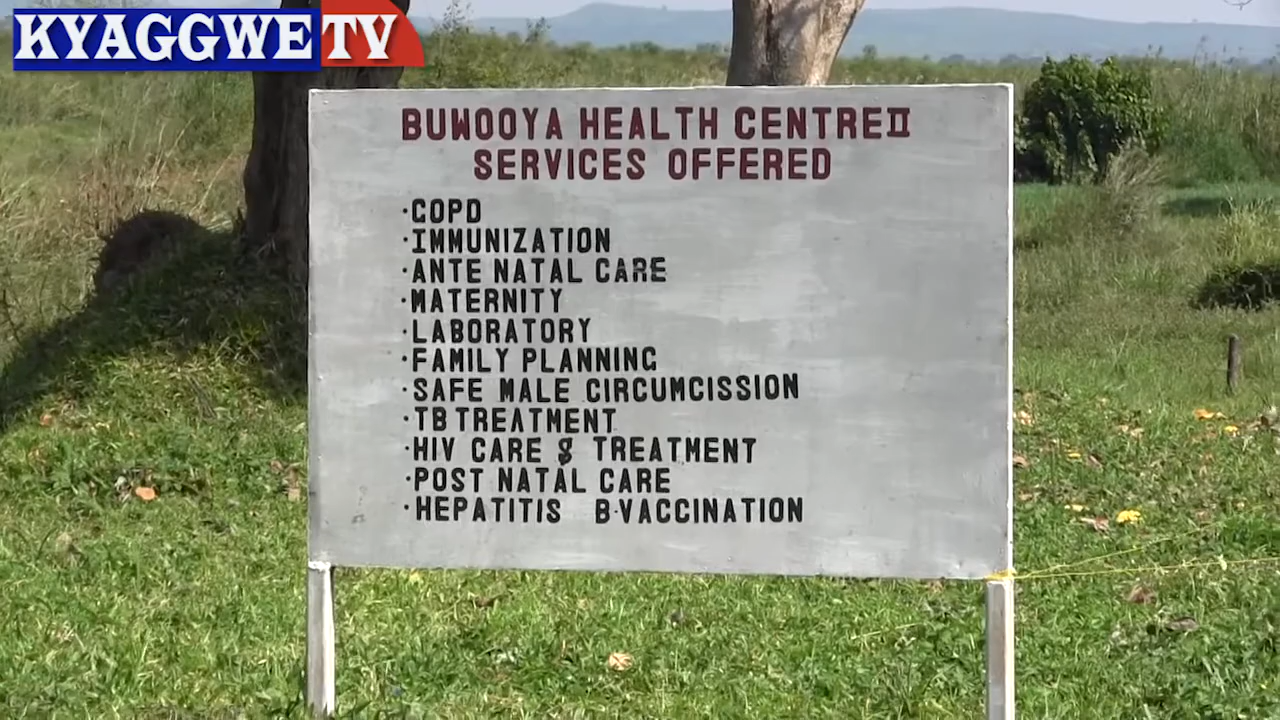 KYAGGWE TV
BUWOOYA HEALTH CENTRE II
SERVICES OFFERED
·COPD
·IMMUNIZATION
·ANTE NATAL CARE
·MATERNITY
·LABORATORY
·FAMILY PLANNING
·SAFE MALE CIRCUMCISSION
·TB TREATMENT
·HIV CARE & TREATMENT
·POST NATAL CARE
·HEPATITIS B-VACCINATION